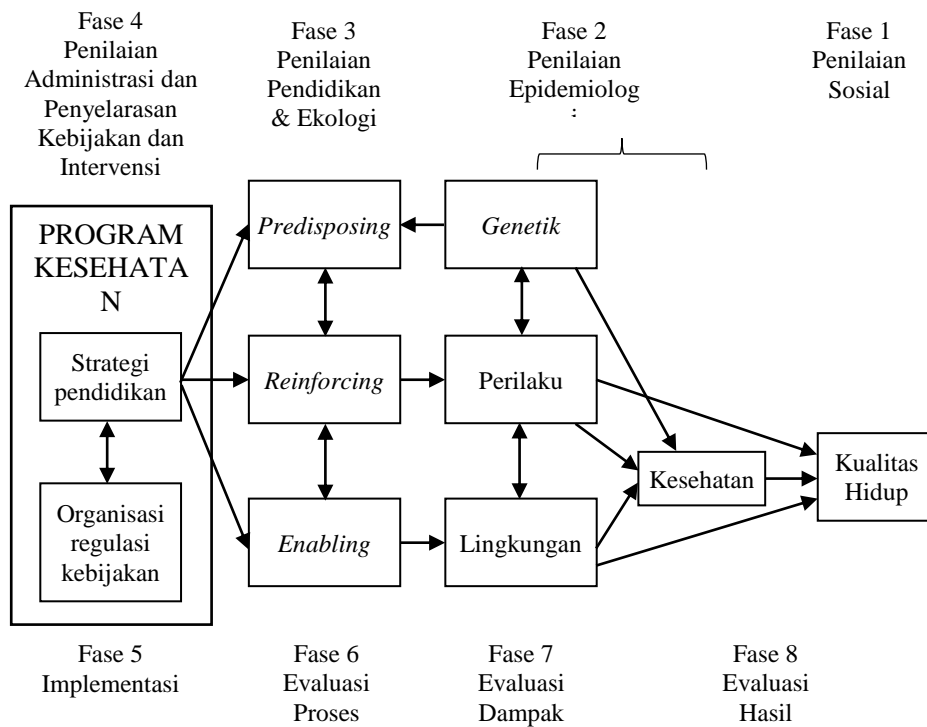 Fase 4
Penilaian
Administrasi dan
Penyelarasan
Kebijakan dan
Intervensi
Fase 3
Penilaian
Pendidikan
& Ekologi
Fase 2
Penilaian
Epidemiolog
Fase 1
Penilaian
Sosial
PROGRAM
KESEHATA
N
Strategi
pendidikan
Organisasi
regulasi
kebijakan
Predisposing
Reinforcing
Enabling
Genetik
Perilaku
Lingkungan
Kesehatan
Kualitas
Hidup
Fase 5
Implementasi
Fase 6
Evaluasi
Proses
Fase 7
Evaluasi
Dampak
Fase 8
Evaluasi
Hasil